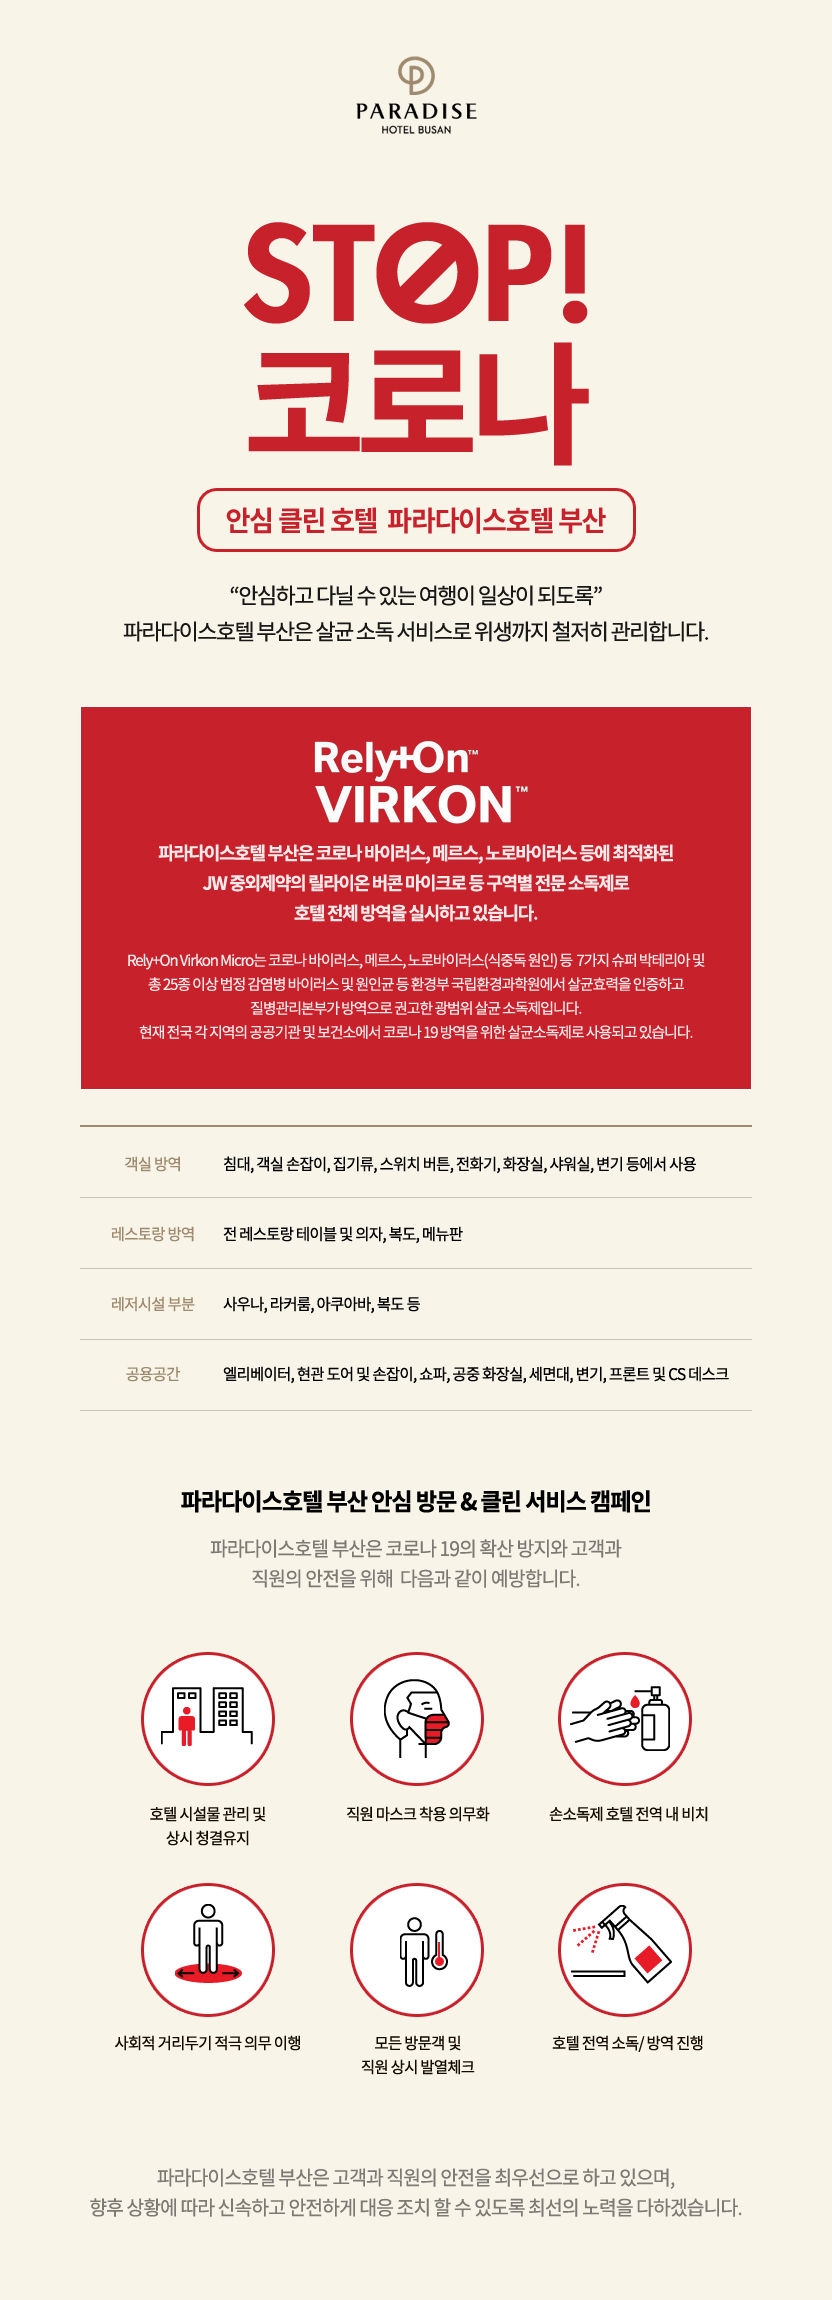 PARADISE
HOTEL BUSAN
STOP!
코로나
안심 클린 호텔 파라다이스호텔 부산
“안심하고 다닐 수 있는 여행이 일상이 되도록”
파라다이스호텔 부산은 살균 소독 서비스로 위생까지 철저히 관리합니다.
Rely+On™
VIRKON™
파라다이스호텔 부산은 코로나 바이러스, 메르스, 노로바이러스 등에 최적화된
JW 중외제약의 릴라이온 버콘 마이크로 등 구역별 전문 소독제로
호텔 전체 방역을 실시하고 있습니다.
Rely+On Virkon Micro는 코로나 바이러스, 메르스, 노로바이러스(식중독 원인) 등 7가지 슈퍼 박테리아 및
총 25종 이상 법정 감염병 바이러스 및 원인균 등 환경부 국립환경과학원에서 살균효력을 인증하고
질병관리본부가 방역으로 권고한 광범위 살균 소독제입니다.
현재 전국 각 지역의 공공기관 및 보건소에서 코로나 19 방역을 위한 살균소독제로 사용되고 있습니다.
객실 방역 침대, 객실 손잡이, 집기류, 스위치 버튼, 전화기, 화장실, 샤워실, 변기 등에서 사용
레스토랑 방역 전 레스토랑 테이블 및 의자, 복도, 메뉴판
레저시설 부분 사우나, 라커룸, 아쿠아바, 복도 등
공용공간 엘리베이터, 현관 도어 및 손잡이, 쇼파, 공중 화장실, 세면대, 변기, 프론트 및 CS 데스크
파라다이스호텔 부산 안심 방문 & 클린 서비스 캠페인
파라다이스호텔 부산은 코로나 19의 확산 방지와 고객과
직원의 안전을 위해 다음과 같이 예방합니다.
호텔 시설물 관리 및
상시 청결유지
직원 마스크 착용 의무화
손소독제 호텔 전역 내 비치
사회적 거리두기 적극 의무 이행
모든 방문객 및
직원 상시 발열체크
호텔 전역 소독/ 방역 진행
파라다이스호텔 부산은 고객과 직원의 안전을 최우선으로 하고 있으며,
향후 상황에 따라 신속하고 안전하게 대응 조치 할 수 있도록 최선의 노력을 다하겠습니다.